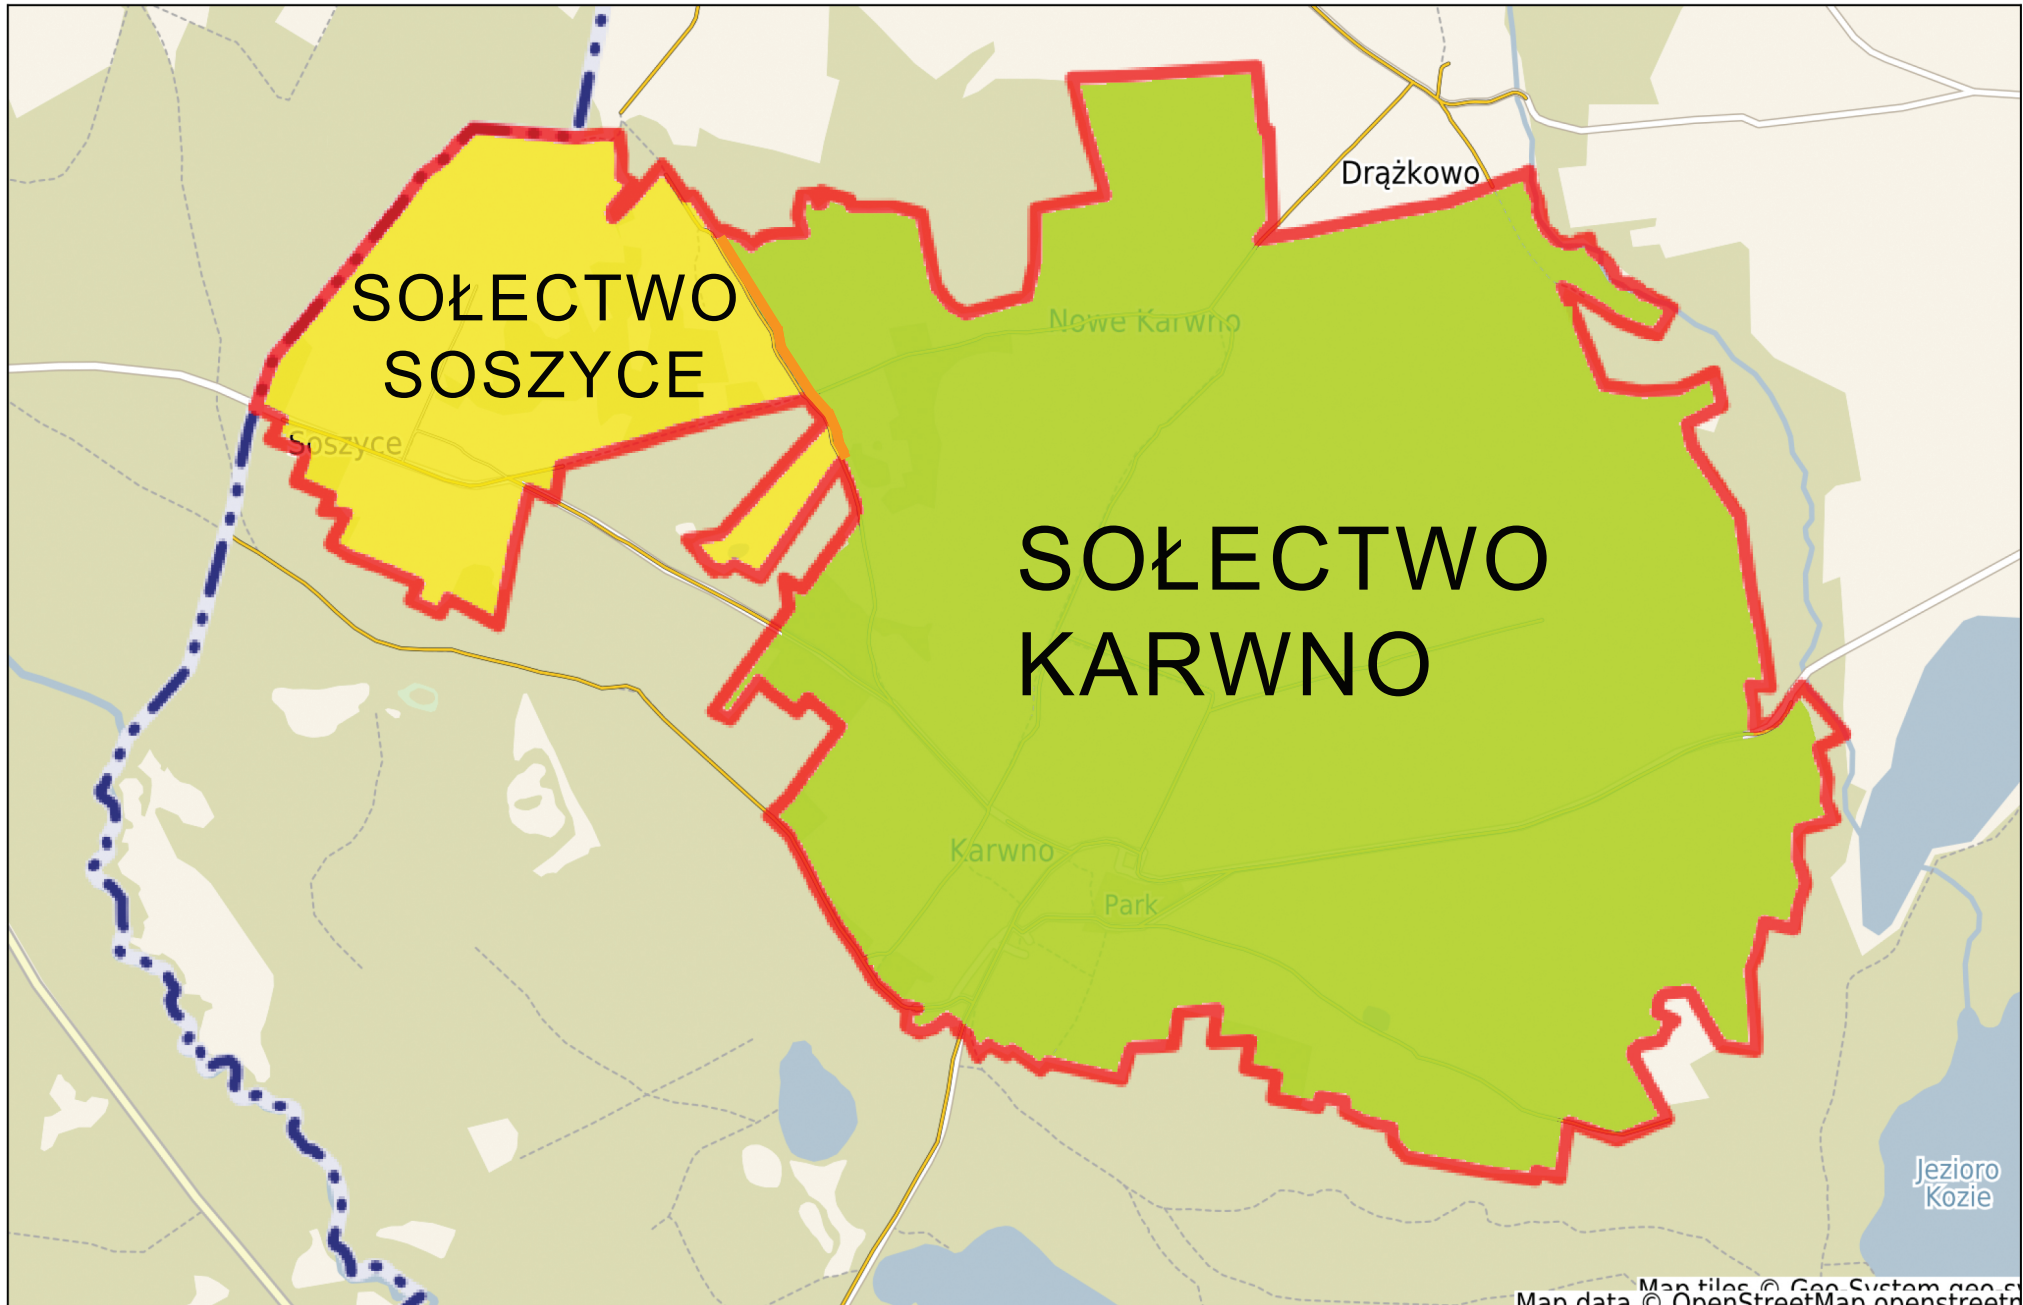 Drążkowo
SOŁECTWO
SOSZYCE
Nowe Karwno
Soszyce
SOŁECTWO
KARWNO
Karwno
Park
Jezioro
Kozie
Map tiles © Geo-System geo-sy
Map data © OpenStreetMap openstreetm